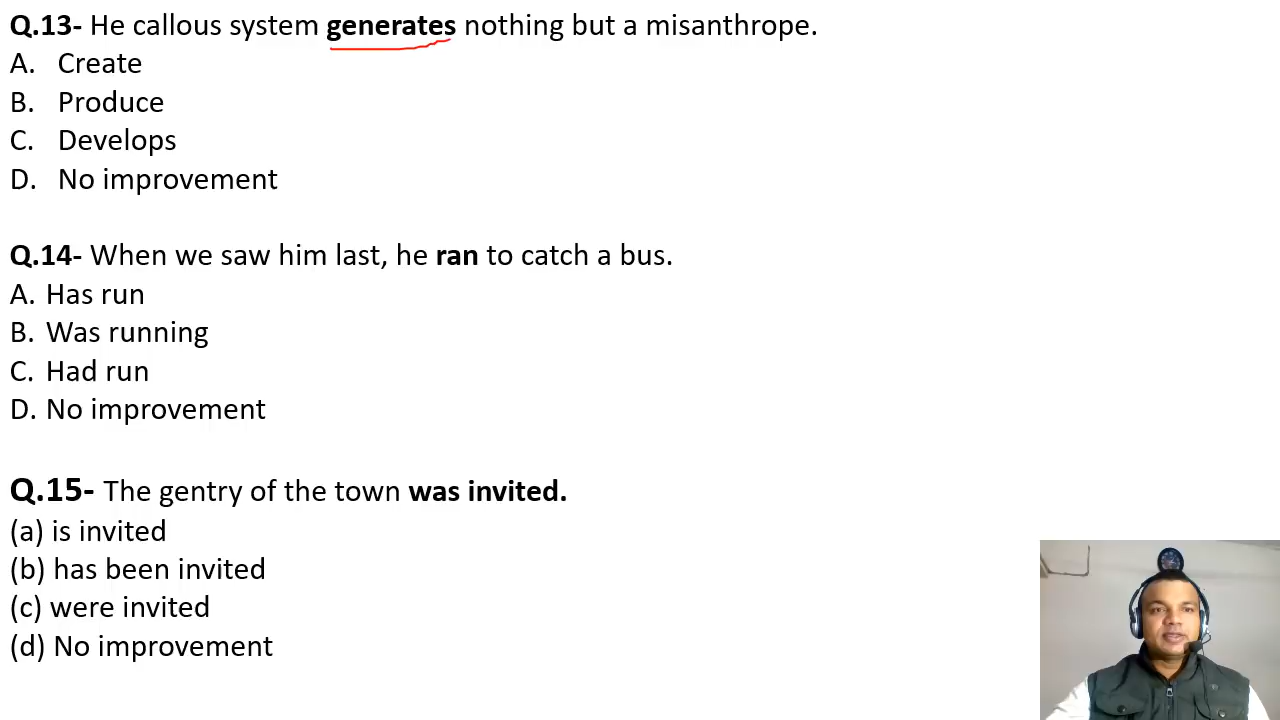 Q.13- He callous system generates nothing but a misanthrope.
A. Create
B. Produce
C. Develops
D. No improvement
Q.14- When we saw him last, he ran to catch a bus.
A. Has run
B. Was running
C. Had run
D. No improvement
Q.15- The gentry of the town was invited.
(a) is invited
(b) has been invited
(c) were invited
(d) No improvement